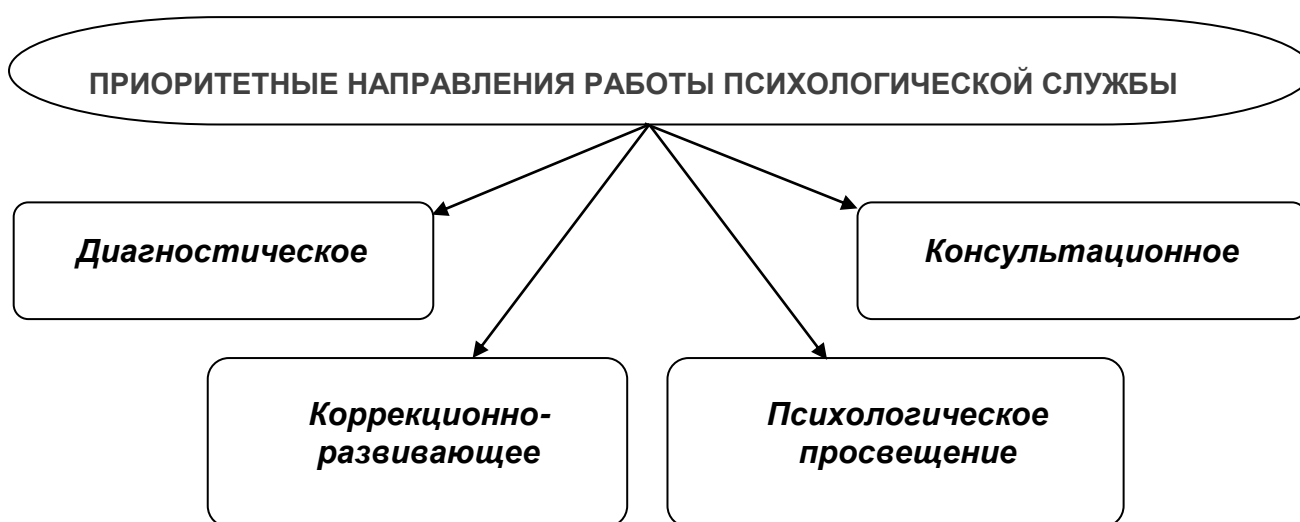 ПРИОРИТЕТНЫЕ НАПРАВЛЕНИЯ РАБОТЫ ПСИХОЛОГИЧЕСКОЙ СЛУЖБЫ
Диагностическое
Консультационное
Коррекционно-
развивающее
Психологическое
просвещение